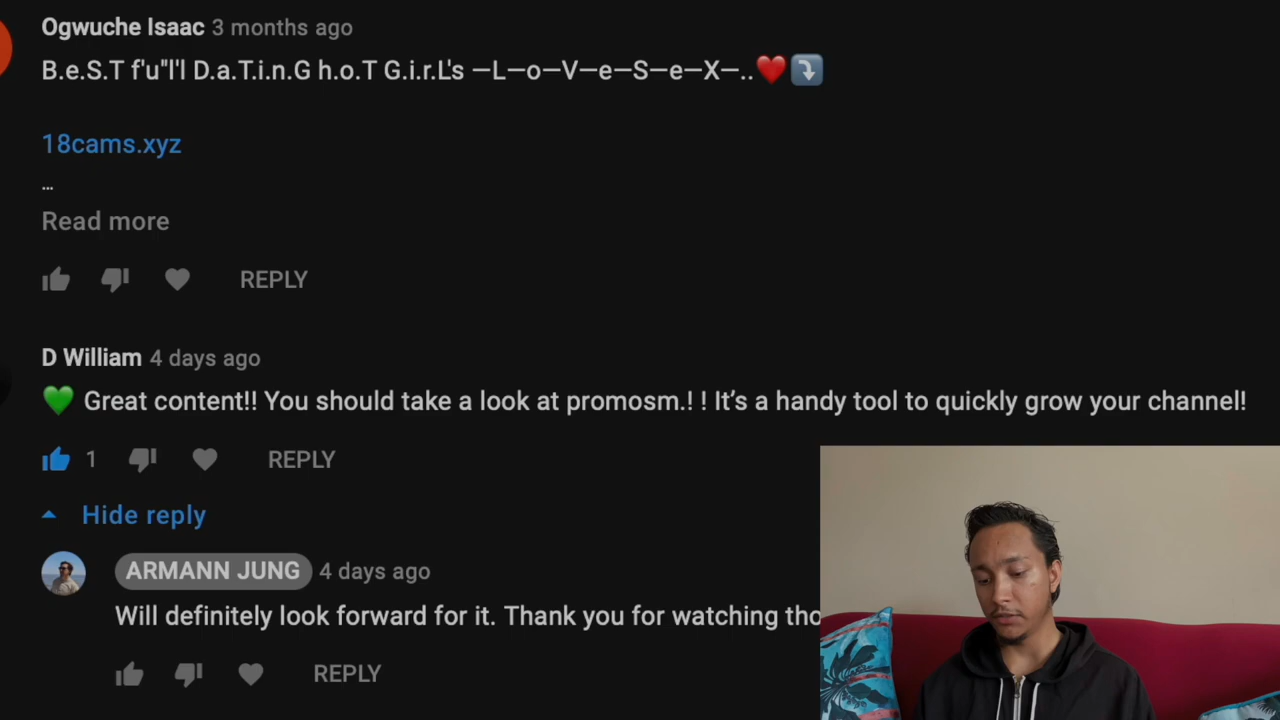 Ogwuche Isaac 3 months ago
B.e.S.T f'u"l'l D.a.T.i.n.G h.o.T G.i.r.L's —L—o—V—e—S—e—X—..❤️⤵️
18cams.xyz
...
Read more
REPLY
D William 4 days ago
💚 Great content!! You should take a look at promosm.! ! It’s a handy tool to quickly grow your channel!
1 REPLY
Hide reply
ARMANN JUNG 4 days ago
Will definitely look forward for it. Thank you for watching tho
REPLY